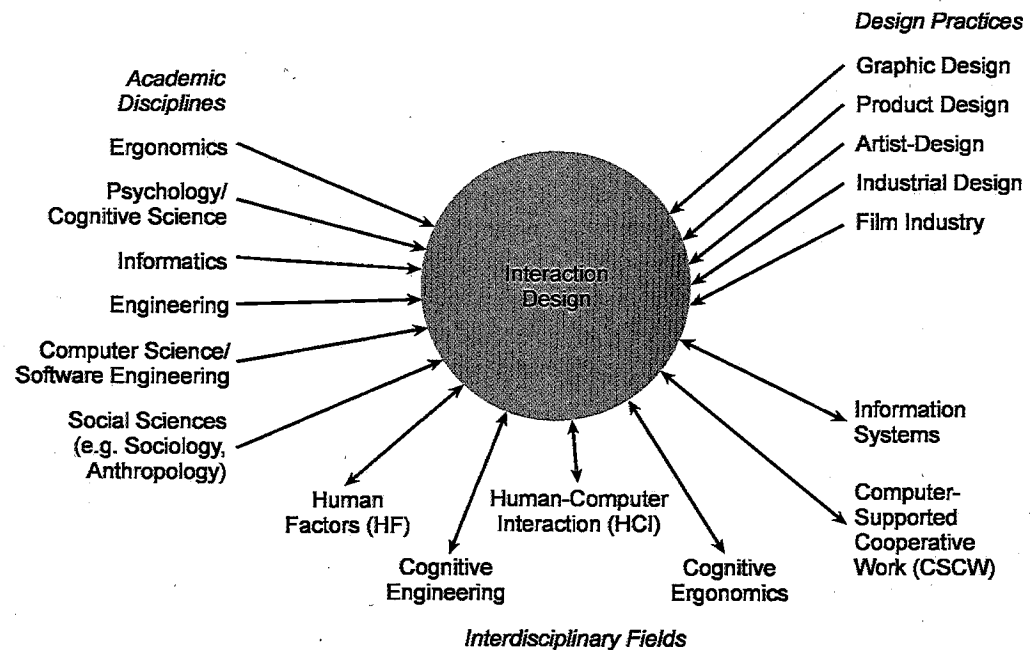 Academic
Disciplines
Ergonomics
Psychology/
Cognitive Science
Informatics
Engineering
Computer Science/
Software Engineering
Social Sciences
(e.g. Sociology,
Anthropology)
Design Practices
Graphic Design
Product Design
Artist-Design
Industrial Design
Film Industry
Interaction
Design
Human
Factors (HF)
Cognitive
Engineering
Human-Computer
Interaction (HCI)
Cognitive
Ergonomics
Information
Systems
Computer-
Supported
Cooperative
Work (CSCW)
Interdisciplinary Fields